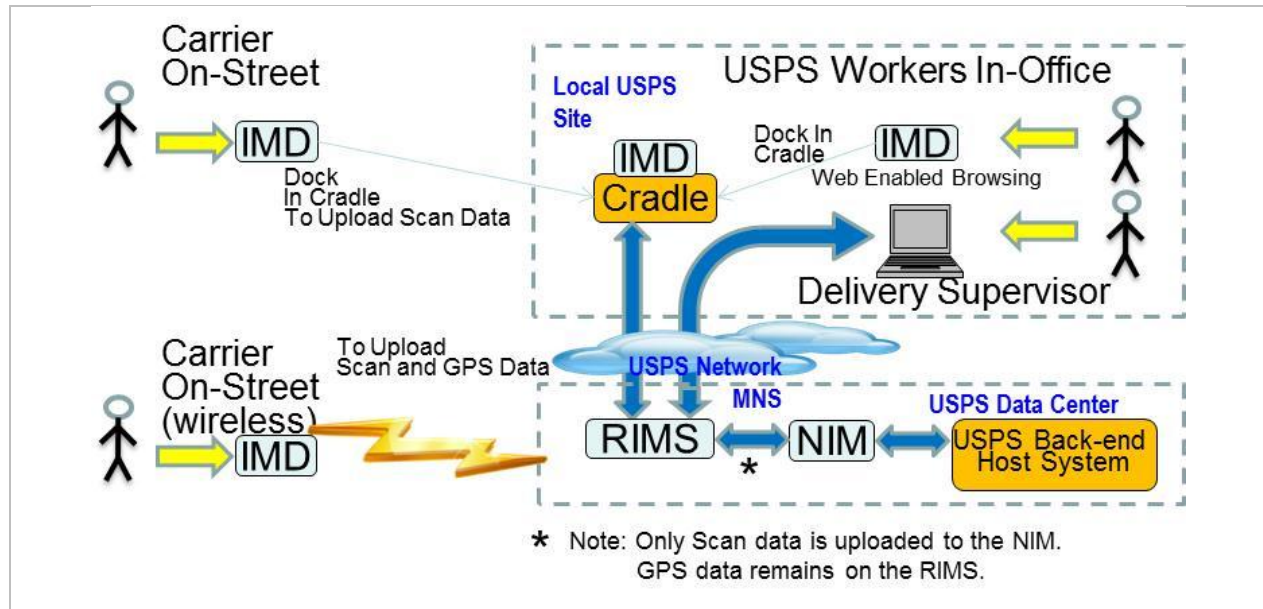 Carrier
On-Street
IMD
Dock
In Cradle
To Upload Scan Data
USPS Workers In-Office
Local USPS
Site
IMD
Cradle
Dock In
Cradle
IMD
Web Enabled Browsing
Delivery Supervisor
Carrier
On-Street
(wireless)
IMD
To Upload
Scan and GPS Data
USPS Network
MNS
USPS Data Center
RIMS
*
NIM
USPS Back-end
Host System
* Note: Only Scan data is uploaded to the NIM.
GPS data remains on the RIMS.